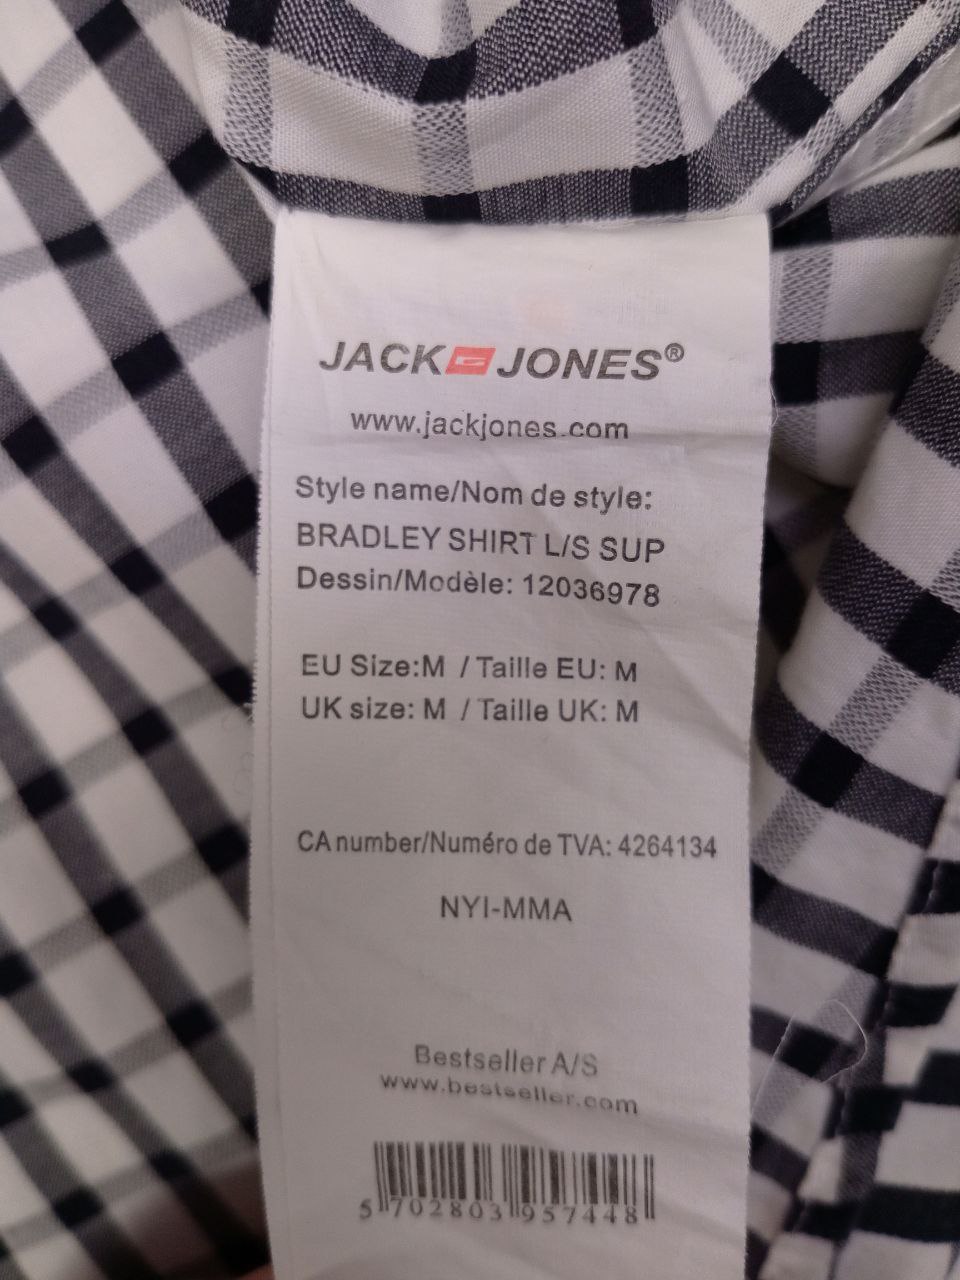 JACK JONES®
www.jackjones.com
Style name/Nom de style:
BRADLEY SHIRT L/S SUP
Dessin/Modèle: 12036978
EU Size:M / Taille EU: M
UK size: M / Taille UK: M
CA number/Numéro de TVA: 4264134
NYI-MMA
Bestseller A/S
www.bestseller.com
5 702803 957448